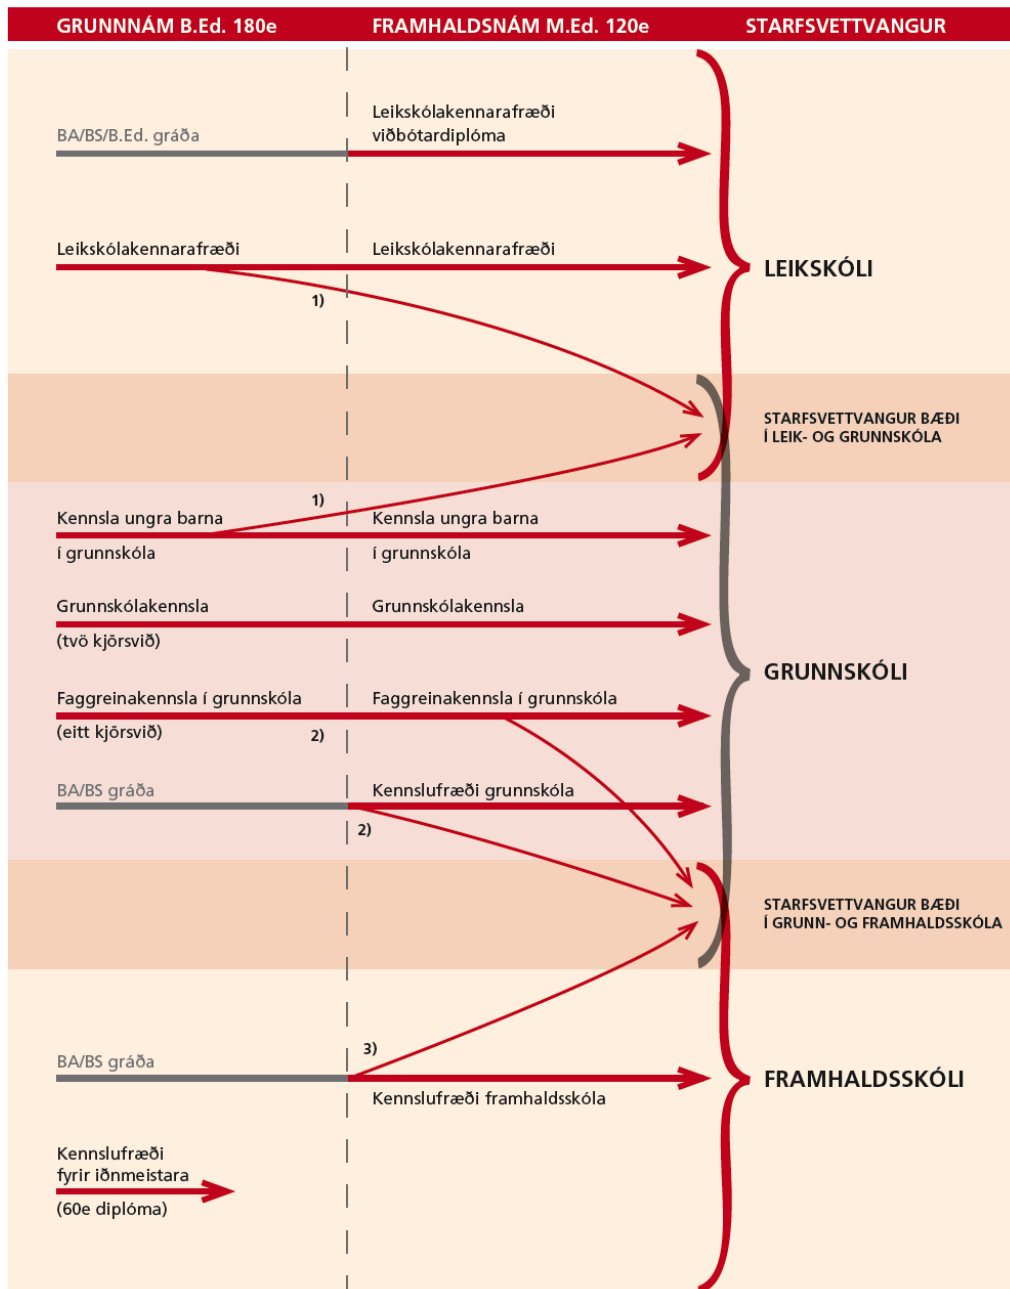 GRUNNNÁM B.Ed. 180e
FRAMHALDSNÁM M.Ed. 120e
STARFSVETTVANGUR
BA/BS/B.Ed. gráða
Leikskólakennarafræði
viðbótardiplóma
Leikskólakennarafræði
Leikskólakennarafræði
LEIKSKÓLI
1)
STARFSVETTVANGUR BÆÐI
Í LEIK- OG GRUNNSKÓLA
1)
Kennsla ungra barna
í grunnskóla
Kennsla ungra barna
í grunnskóla
Grunnskólakennsla
(tvö kjörsvið)
Grunnskólakennsla
GRUNNSKÓLI
Faggreinakennsla í grunnskóla
(eitt kjörsvið)
2)
Faggreinakennsla í grunnskóla
BA/BS gráða
Kennslufræði grunnskóla
2)
STARFSVETTVANGUR BÆÐI
Í GRUNN- OG FRAMHALDSSKÓLA
BA/BS gráða
3)
Kennslufræði framhaldsskóla
FRAMHALDSSKÓLI
Kennslufræði
fyrir iðnmeistara
(60e diplóma)